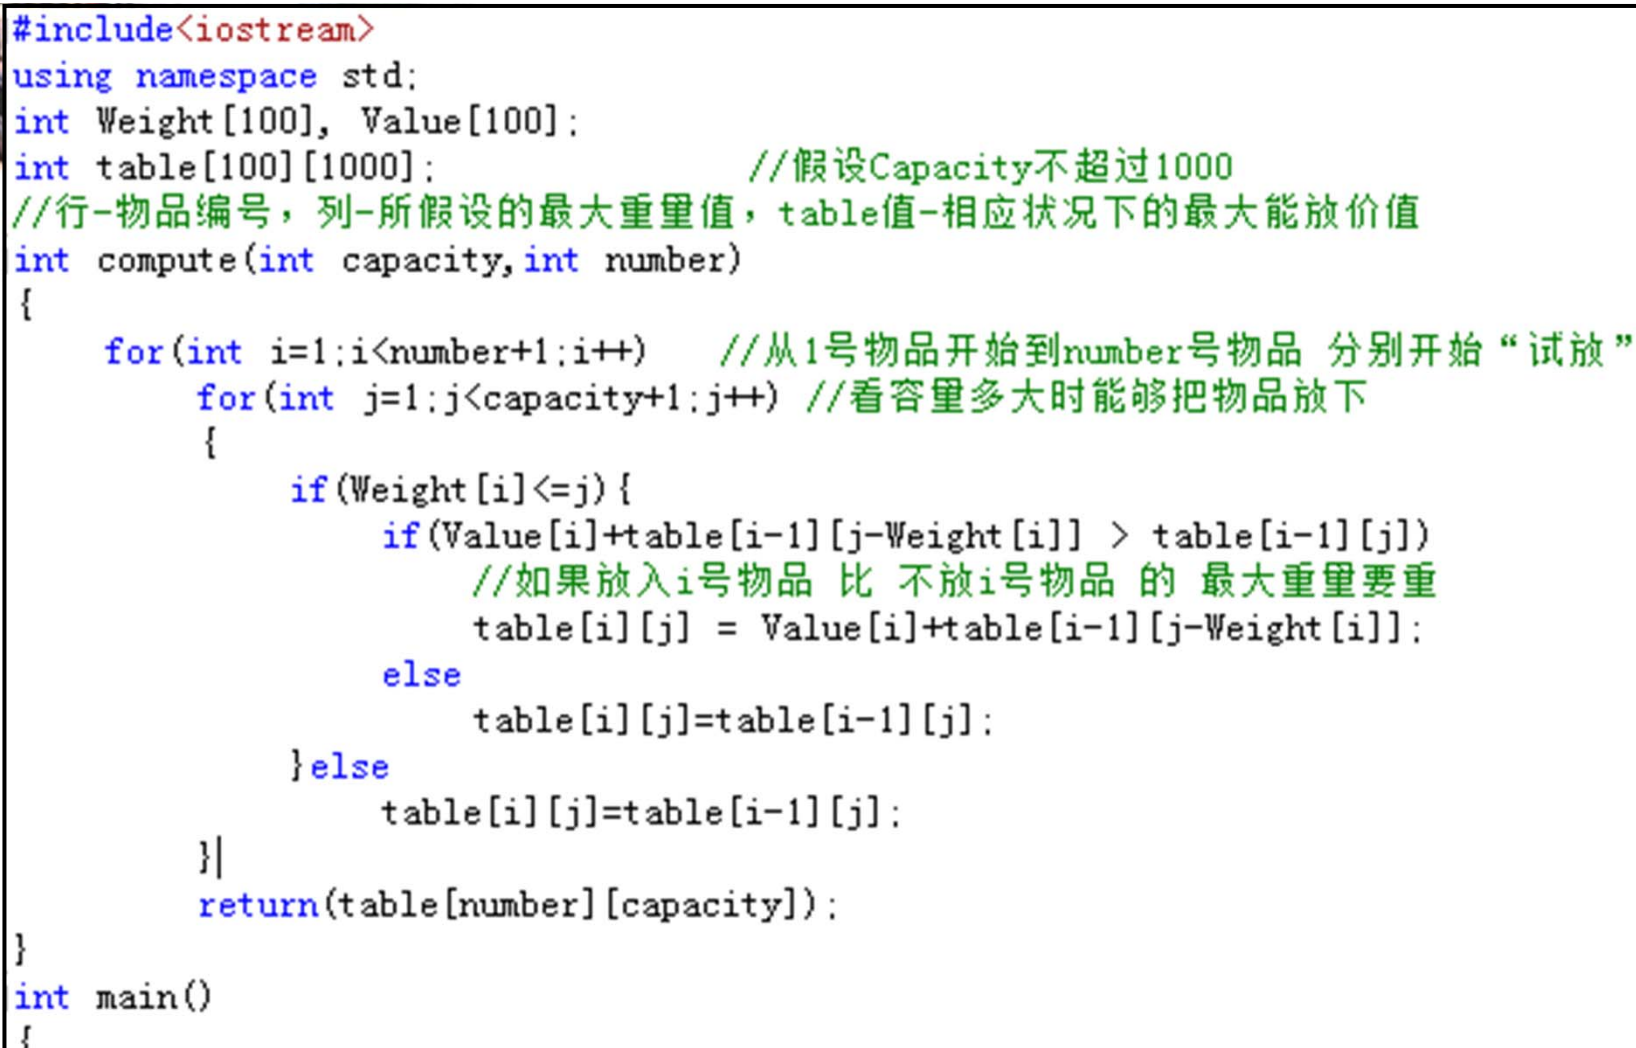 #include<iostream>
using namespace std;
int Weight[100], Value[100];
int table[100][1000]; //假设Capacity不超过1000
//行-物品编号，列-所假设的最大重量值，table值-相应状况下的最大能放价值
int compute(int capacity,int number)
{
for(int i=1;i<number+1;i++) //从1号物品开始到number号物品 分别开始“试放”
for(int j=1;j<capacity+1;j++) //看容量多大时能够把物品放下
{
if(Weight[i]<=j){
if(Value[i]+table[i-1][j-Weight[i]] > table[i-1][j])
//如果放入i号物品 比 不放i号物品 的 最大重量要重
table[i][j] = Value[i]+table[i-1][j-Weight[i]];
else
table[i][j]=table[i-1][j];
}else
table[i][j]=table[i-1][j];
}
return(table[number][capacity]);
}
int main()
{